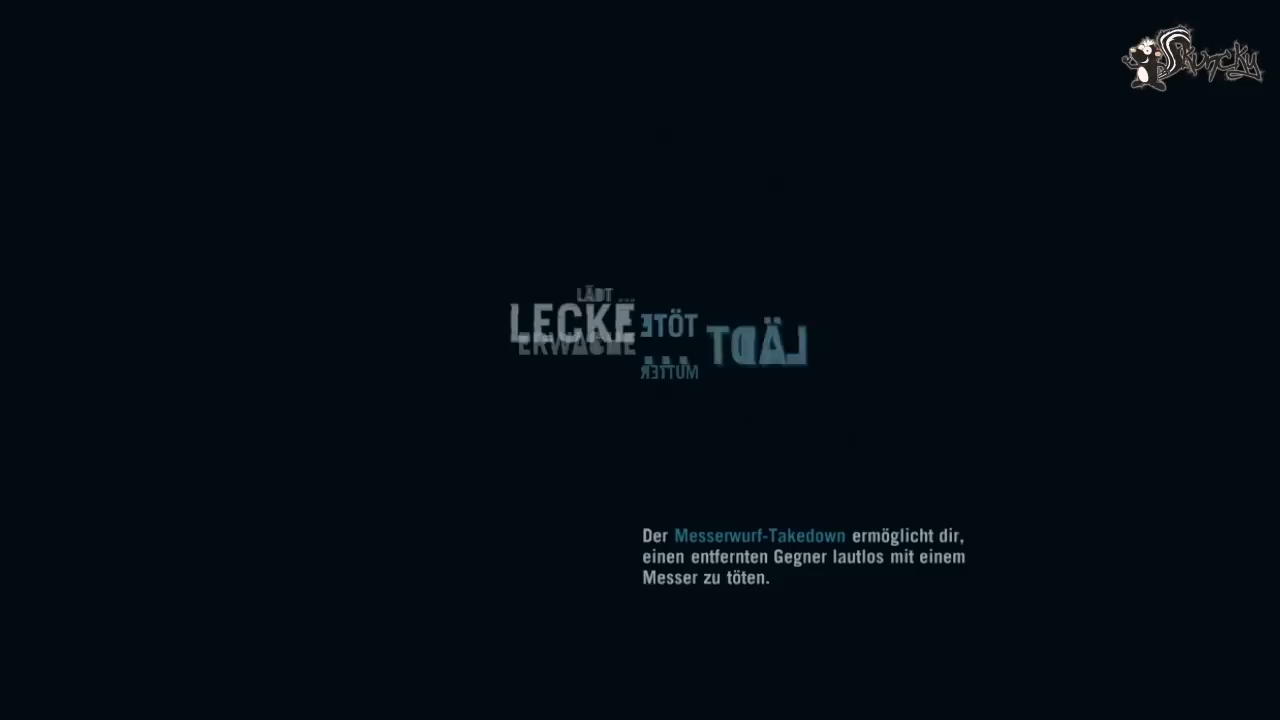 Skuncky
LÄDT ...
LECKE
ERWACHE
TÖTE
LÄDT
MUTTER
Der Messerwurf-Takedown ermöglicht dir,
einen entfernten Gegner lautlos mit einem
Messer zu töten.